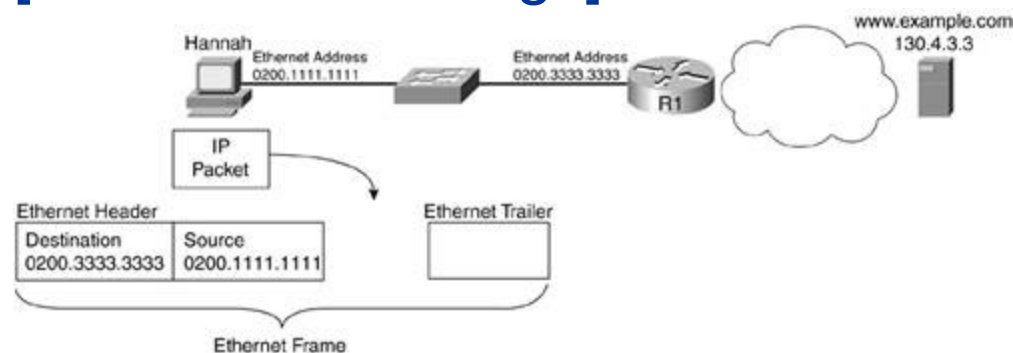 www.example.com
130.4.3.3
Hannah
Ethernet Address
0200.1111.1111
Ethernet Address
0200.3333.3333
R1
IP
Packet
Ethernet Header
Ethernet Trailer
Destination
0200.3333.3333
Source
0200.1111.1111
Ethernet Frame